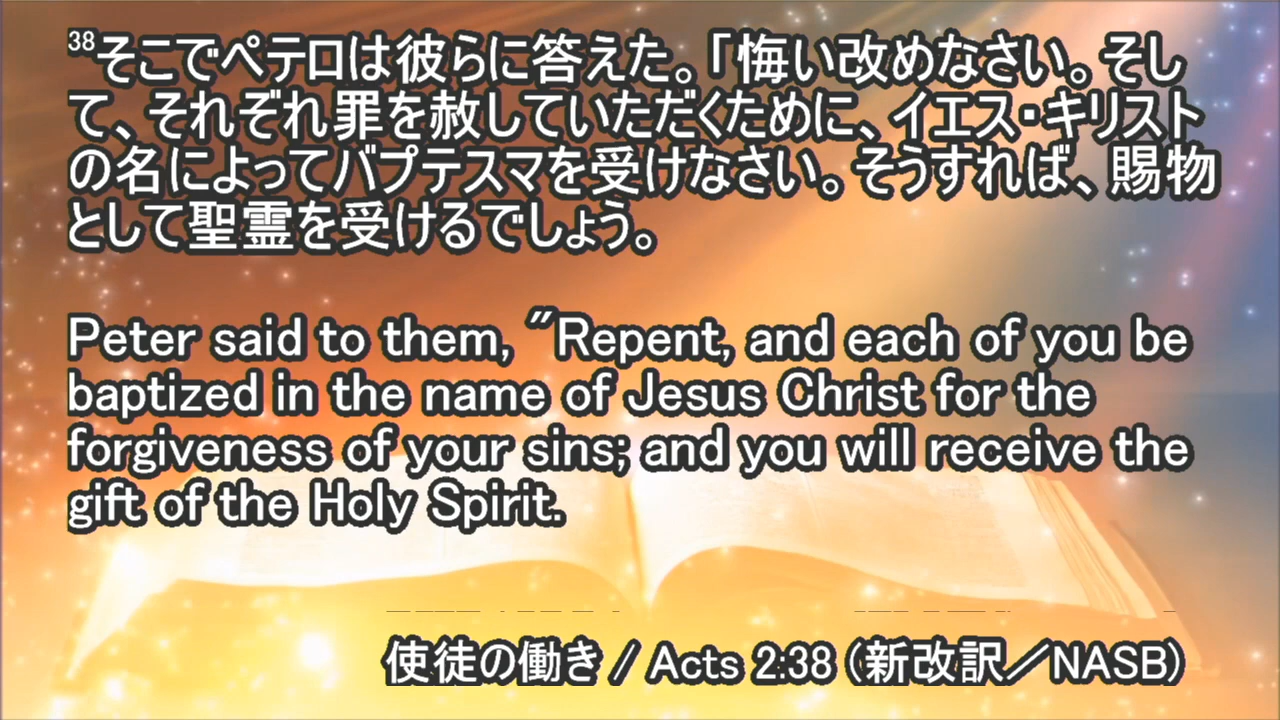 38そこでペテロは彼らに答えた。「悔い改めなさい。そし
て、それぞれ罪を赦していただくために、イエス・キリスト
の名によってバプテスマを受けなさい。そうすれば、賜物
として聖霊を受けるでしょう。
Peter said to them, "Repent, and each of you be
baptized in the name of Jesus Christ for the
forgiveness of your sins; and you will receive the
gift of the Holy Spirit.
使徒の働き / Acts 2:38 (新改訳／NASB)